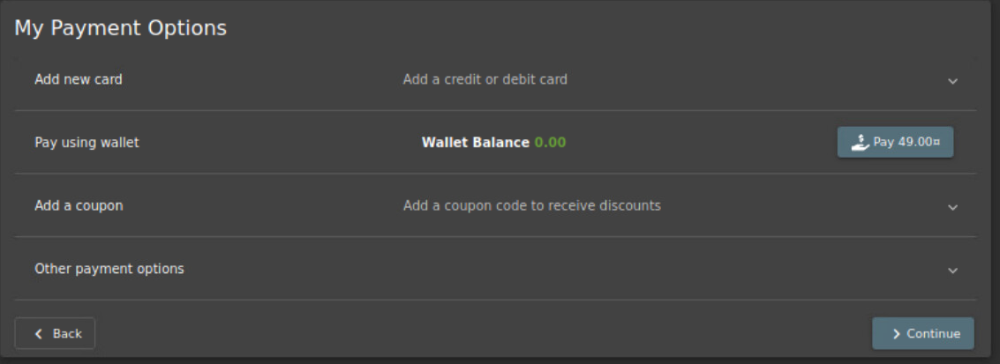 My Payment Options
Add new card Add a credit or debit card
Pay using wallet Wallet Balance 0.00 Pay 49.00¤
Add a coupon Add a coupon code to receive discounts
Other payment options
Back Continue